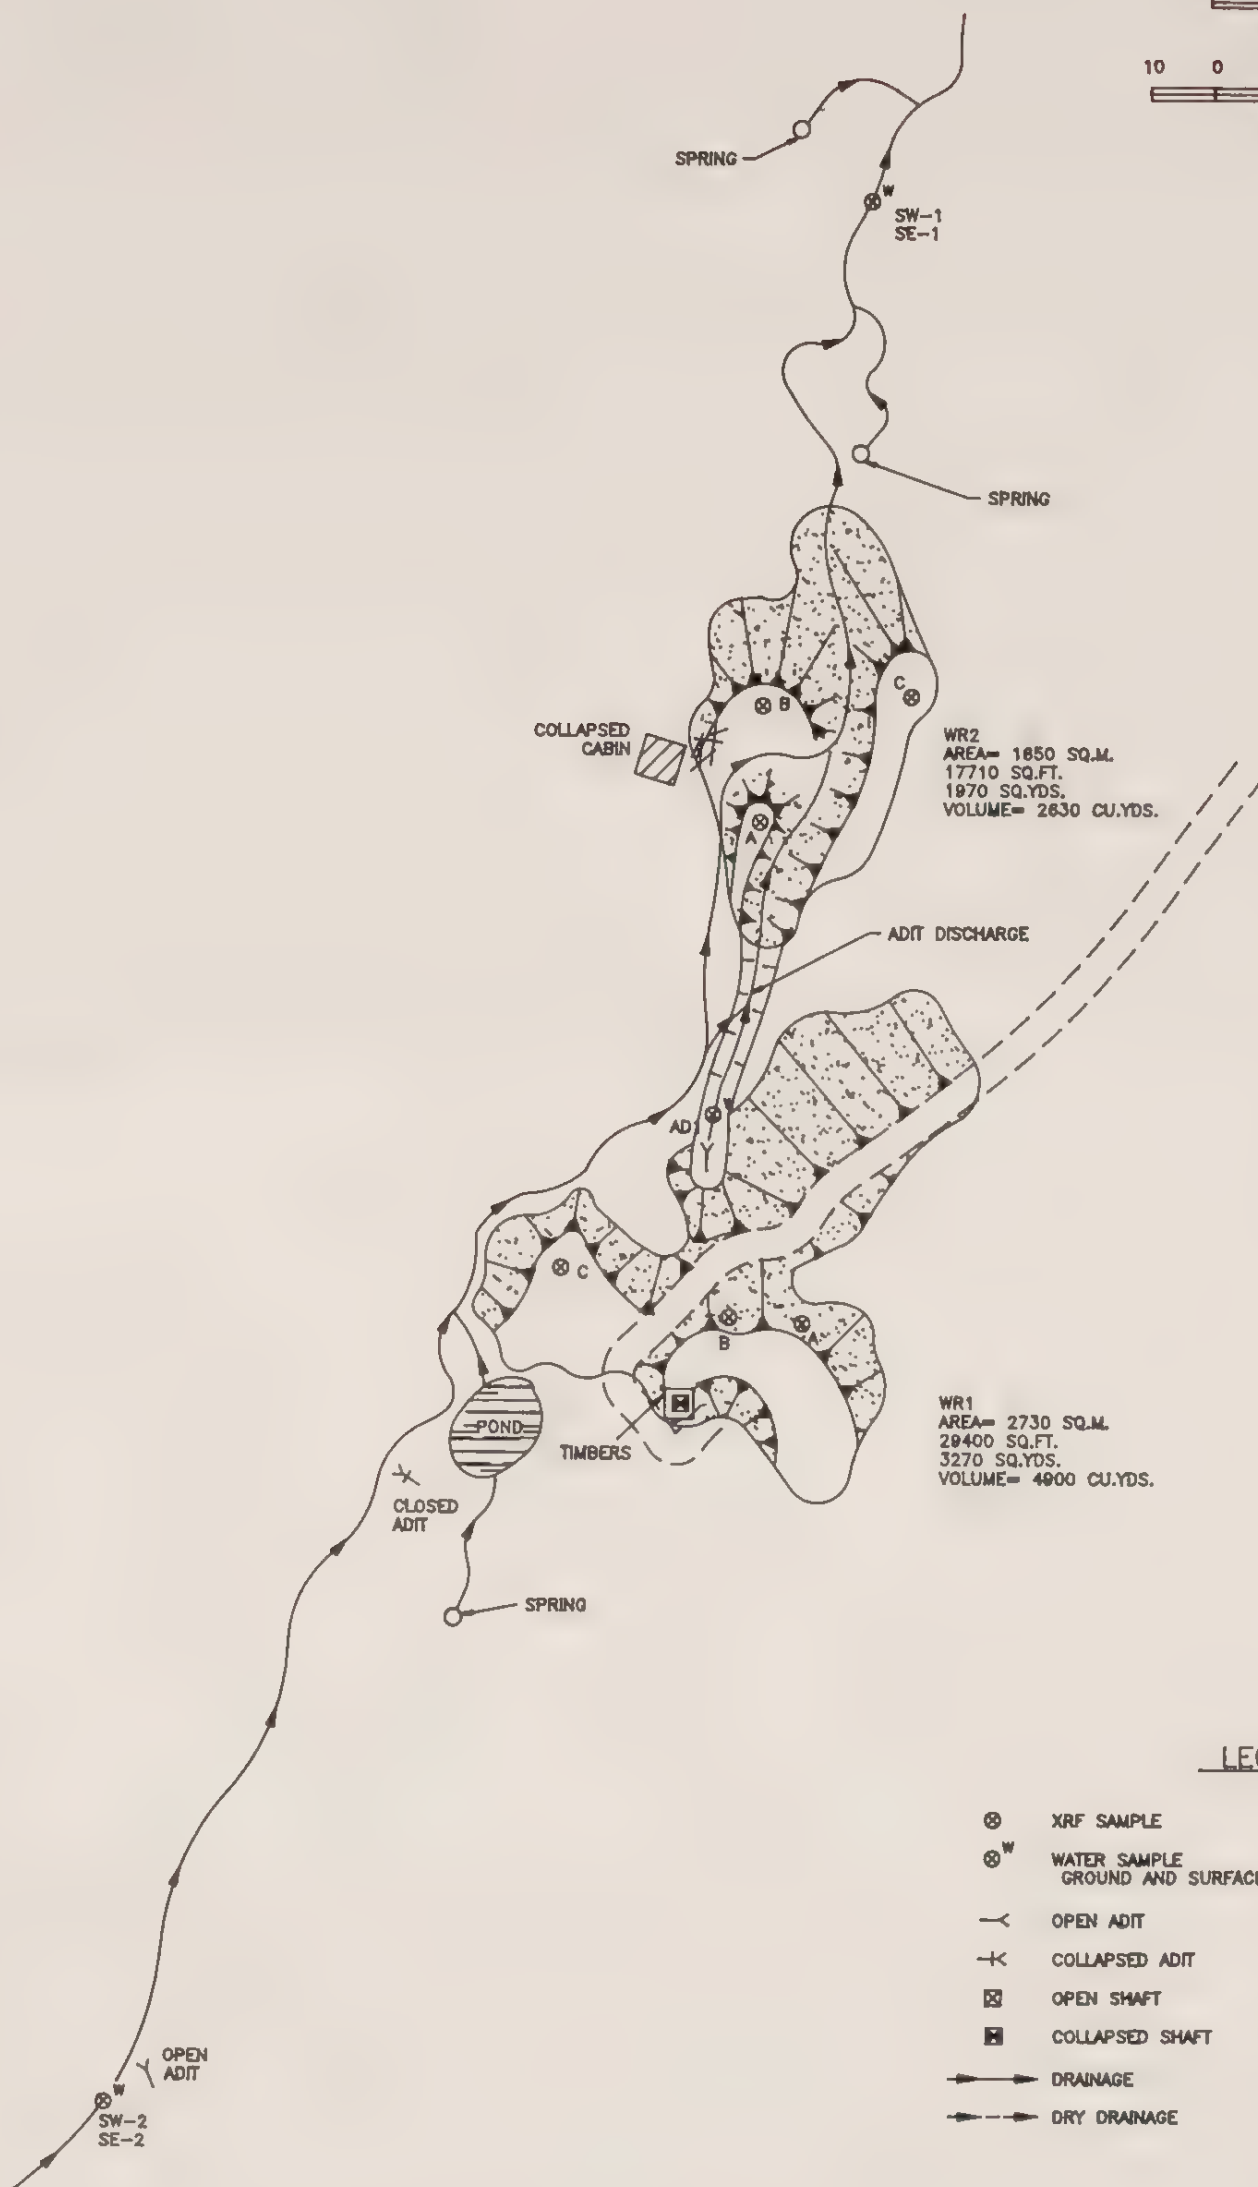 10 0
SPRING
W
SW-1
SE-1
SPRING
C
B
COLLAPSED
CABIN
WR2
AREA= 1650 SQ.M.
17710 SQ.FT.
1970 SQ.YDS.
VOLUME= 2630 CU.YDS.
A
ADIT DISCHARGE
AD
C
B
A
WR1
AREA= 2730 SQ.M.
29400 SQ.FT.
3270 SQ.YDS.
VOLUME= 4900 CU.YDS.
POND
TIMBERS
CLOSED
ADIT
SPRING
XRF SAMPLE
W
WATER SAMPLE
GROUND AND SURFACE
OPEN ADIT
COLLAPSED ADIT
OPEN SHAFT
COLLAPSED SHAFT
DRAINAGE
DRY DRAINAGE
OPEN
ADIT
W
SW-2
SE-2